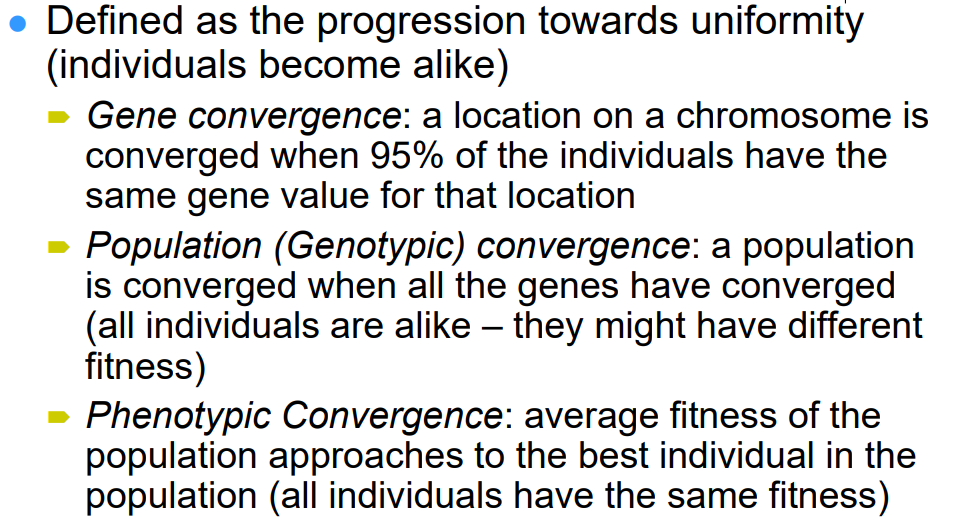 Defined as the progression towards uniformity
(individuals become alike)
Gene convergence: a location on a chromosome is
converged when 95% of the individuals have the
same gene value for that location
Population (Genotypic) convergence: a population
is converged when all the genes have converged
(all individuals are alike – they might have different
fitness)
Phenotypic Convergence: average fitness of the
population approaches to the best individual in the
population (all individuals have the same fitness)